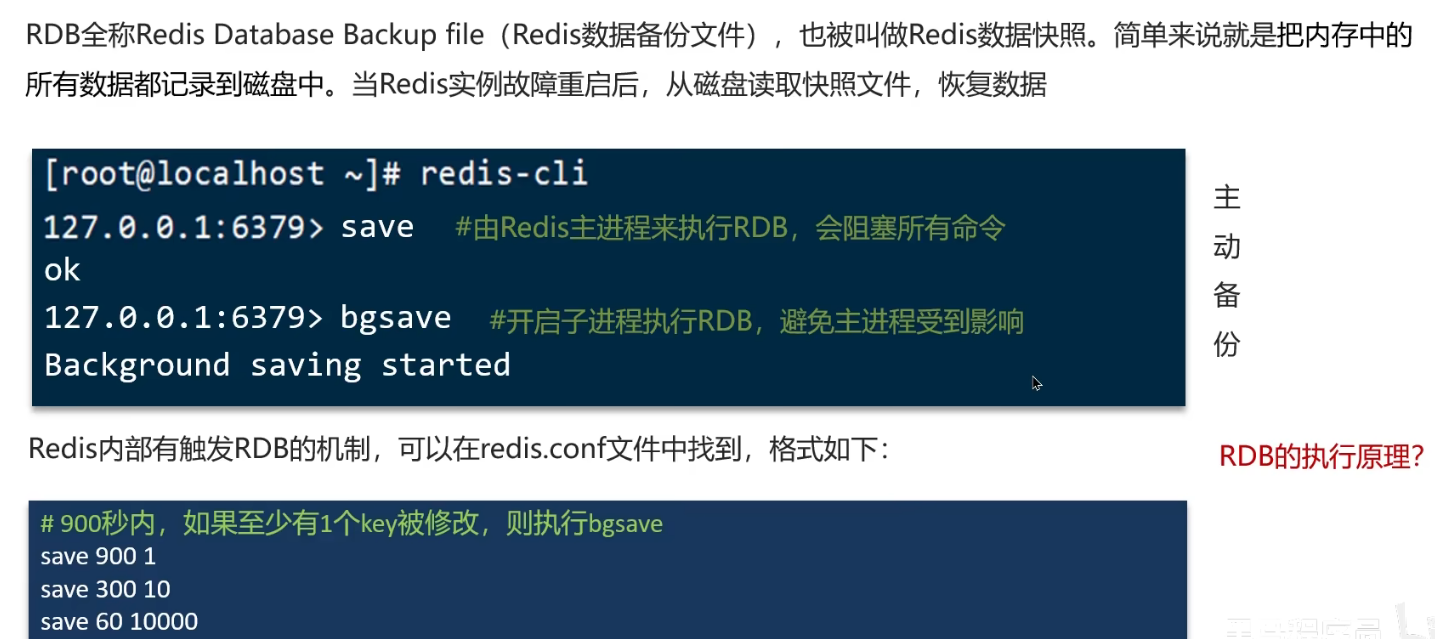 RDB全称Redis Database Backup file（Redis数据备份文件），也被叫做Redis数据快照。简单来说就是把内存中的
所有数据都记录到磁盘中。当Redis实例故障重启后，从磁盘读取快照文件，恢复数据
[root@localhost ~]# redis-cli
127.0.0.1:6379> save #由Redis主进程来执行RDB，会阻塞所有命令
ok
127.0.0.1:6379> bgsave #开启子进程执行RDB，避免主进程受到影响
Background saving started
主
动
备
份
Redis内部有触发RDB的机制，可以在redis.conf文件中找到，格式如下：
RDB的执行原理?
# 900秒内，如果至少有1个key被修改，则执行bgsave
save 900 1
save 300 10
save 60 10000